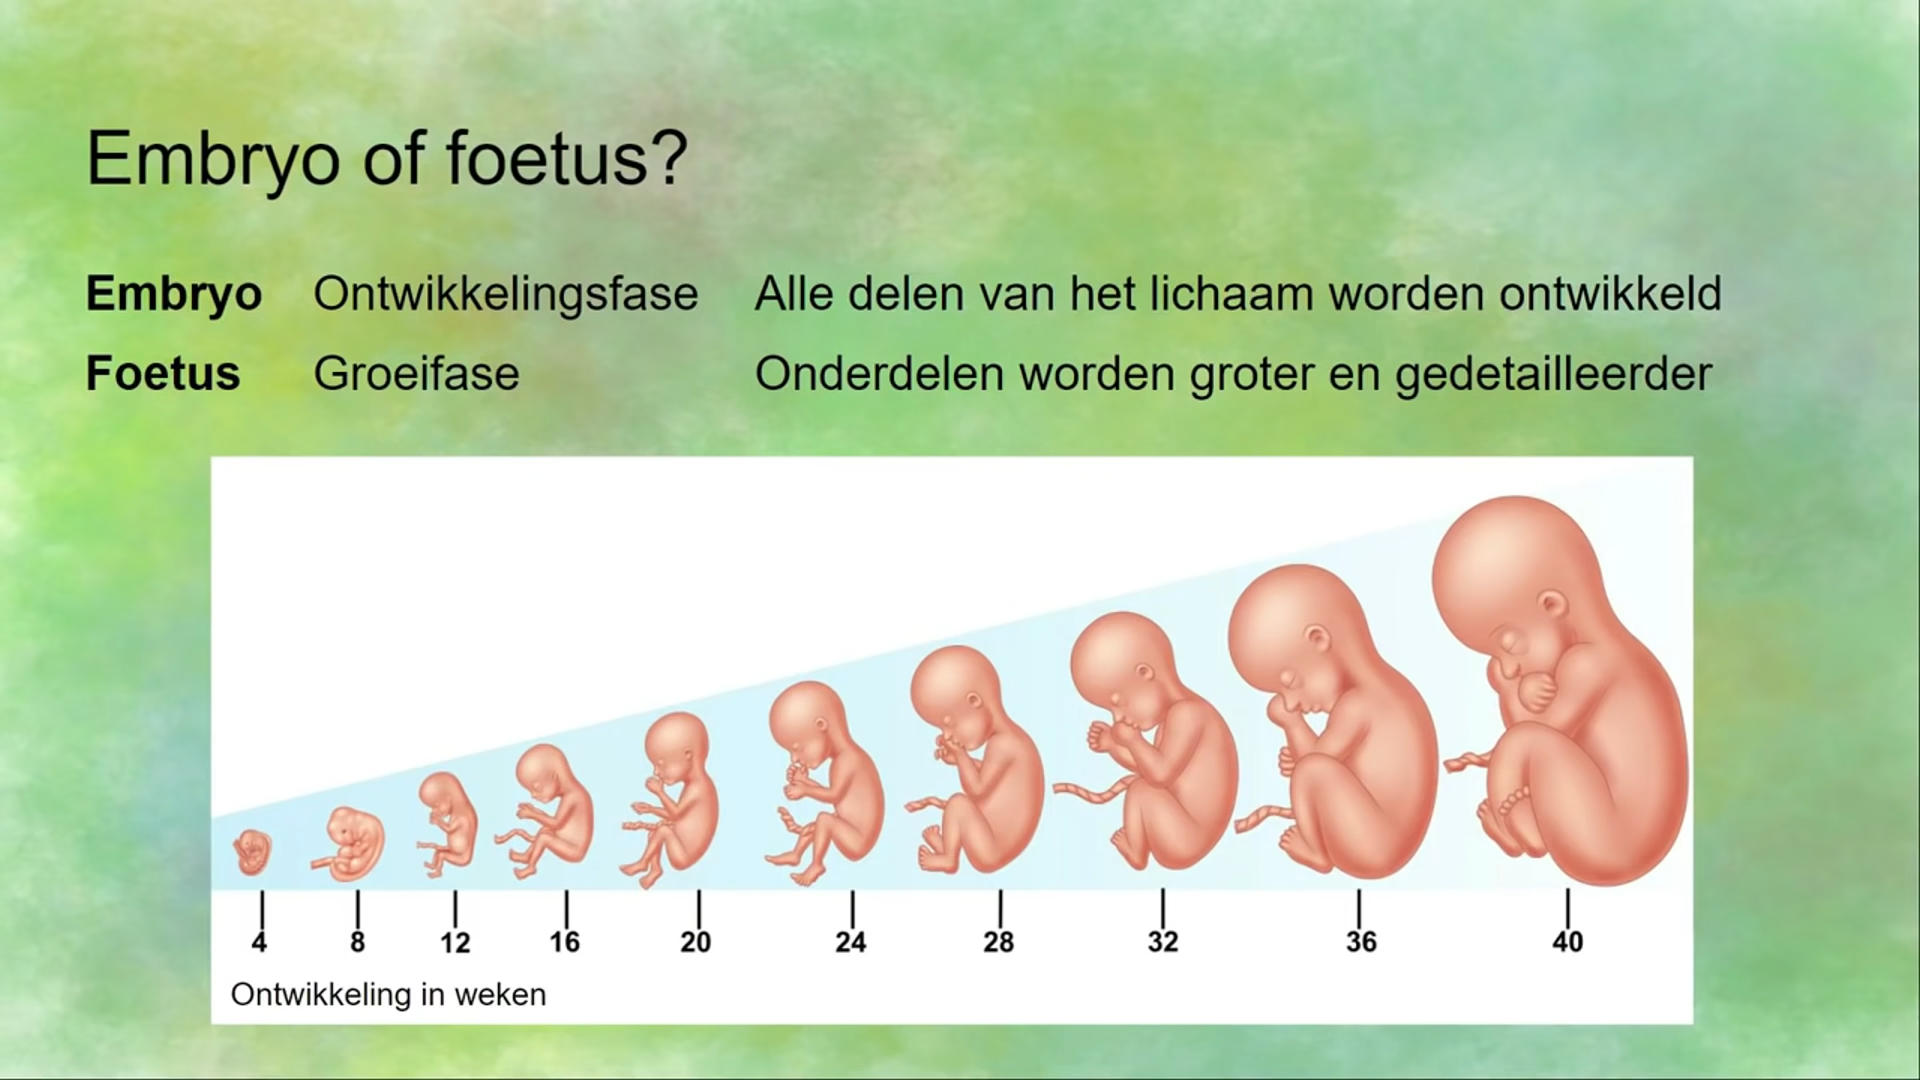 Embryo of foetus?
Embryo Ontwikkelingsfase Alle delen van het lichaam worden ontwikkeld
Foetus Groeifase Onderdelen worden groter en gedetailleerder
4 8 12 16 20 24 28 32 36 40
Ontwikkeling in weken